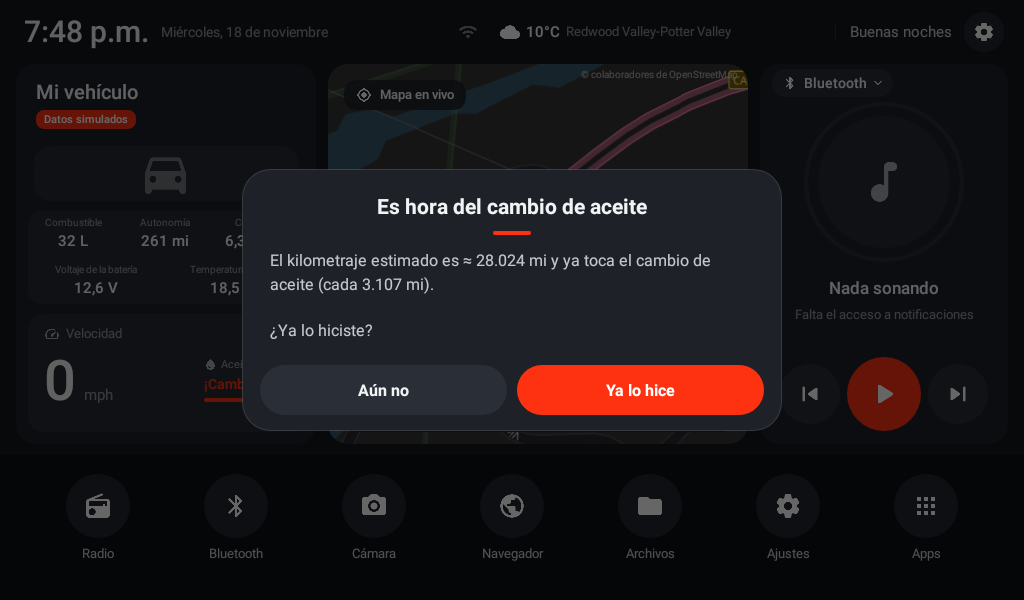 7:48 p.m.
Miércoles, 18 de noviembre
10°C
Redwood Valley-Potter Valley
Buenas noches
Mi vehículo
Datos simulados
Combustible
Autonomía
32 L
261 mi
6,3
Voltaje de la batería
12,6 V
18,5
Velocidad
0 mph
Mapa en vivo
© colaboradores de OpenStreetMap
CA
Es hora del cambio de aceite
El kilometraje estimado es ≈ 28.024 mi y ya toca el cambio de
aceite (cada 3.107 mi).
¿Ya lo hiciste?
Aún no
Ya lo hice
Bluetooth
Nada sonando
Falta el acceso a notificaciones
Radio
Bluetooth
Cámara
Navegador
Archivos
Ajustes
Apps